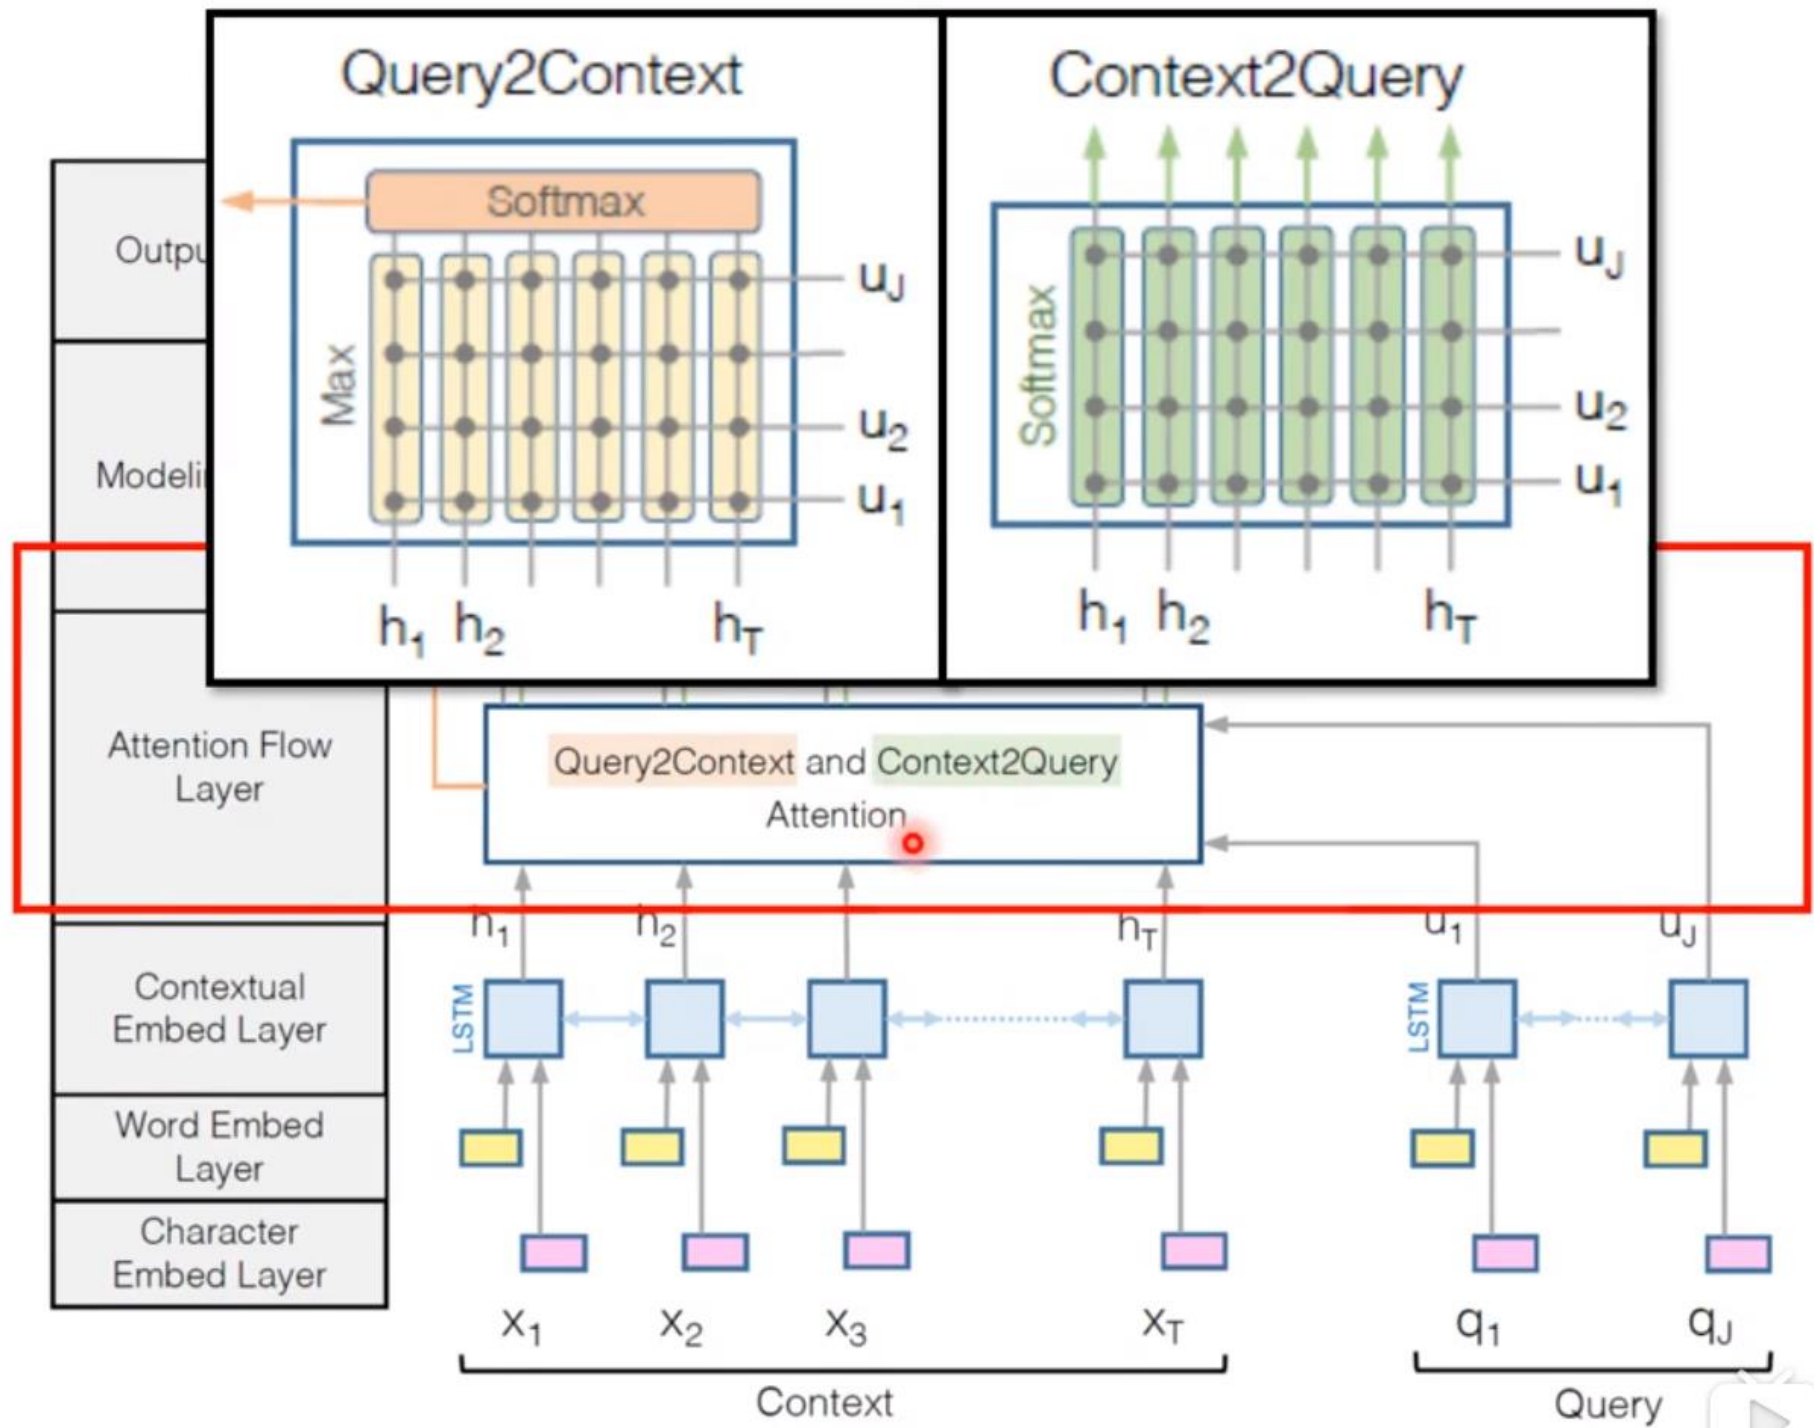 Query2Context
Softmax
Max
uJ
u2
u1
h1 h2 hT
Context2Query
Softmax
uJ
u2
u1
h1 h2 hT
Outpu
Modeli
Attention Flow
Layer
Query2Context and Context2Query
Attention
h1 h2 hT u1 uJ
Contextual
Embed Layer
LSTM
LSTM
Word Embed
Layer
Character
Embed Layer
x1 x2 x3 xT q1 qJ
Context Query